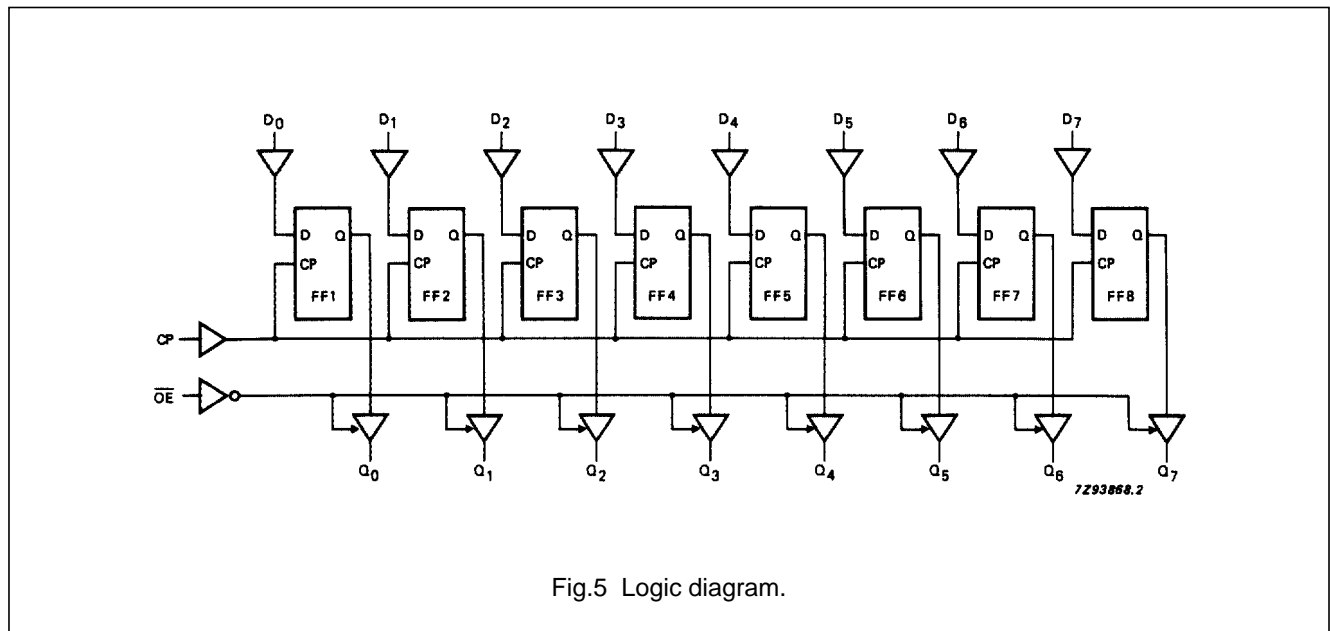 D0 D1 D2 D3 D4 D5 D6 D7
D Q D Q D Q D Q D Q D Q D Q D Q
CP CP CP CP CP CP CP CP
FF1 FF2 FF3 FF4 FF5 FF6 FF7 FF8
CP
OE
Q0 Q1 Q2 Q3 Q4 Q5 Q6 Q7
7Z93868.2
Fig.5 Logic diagram.